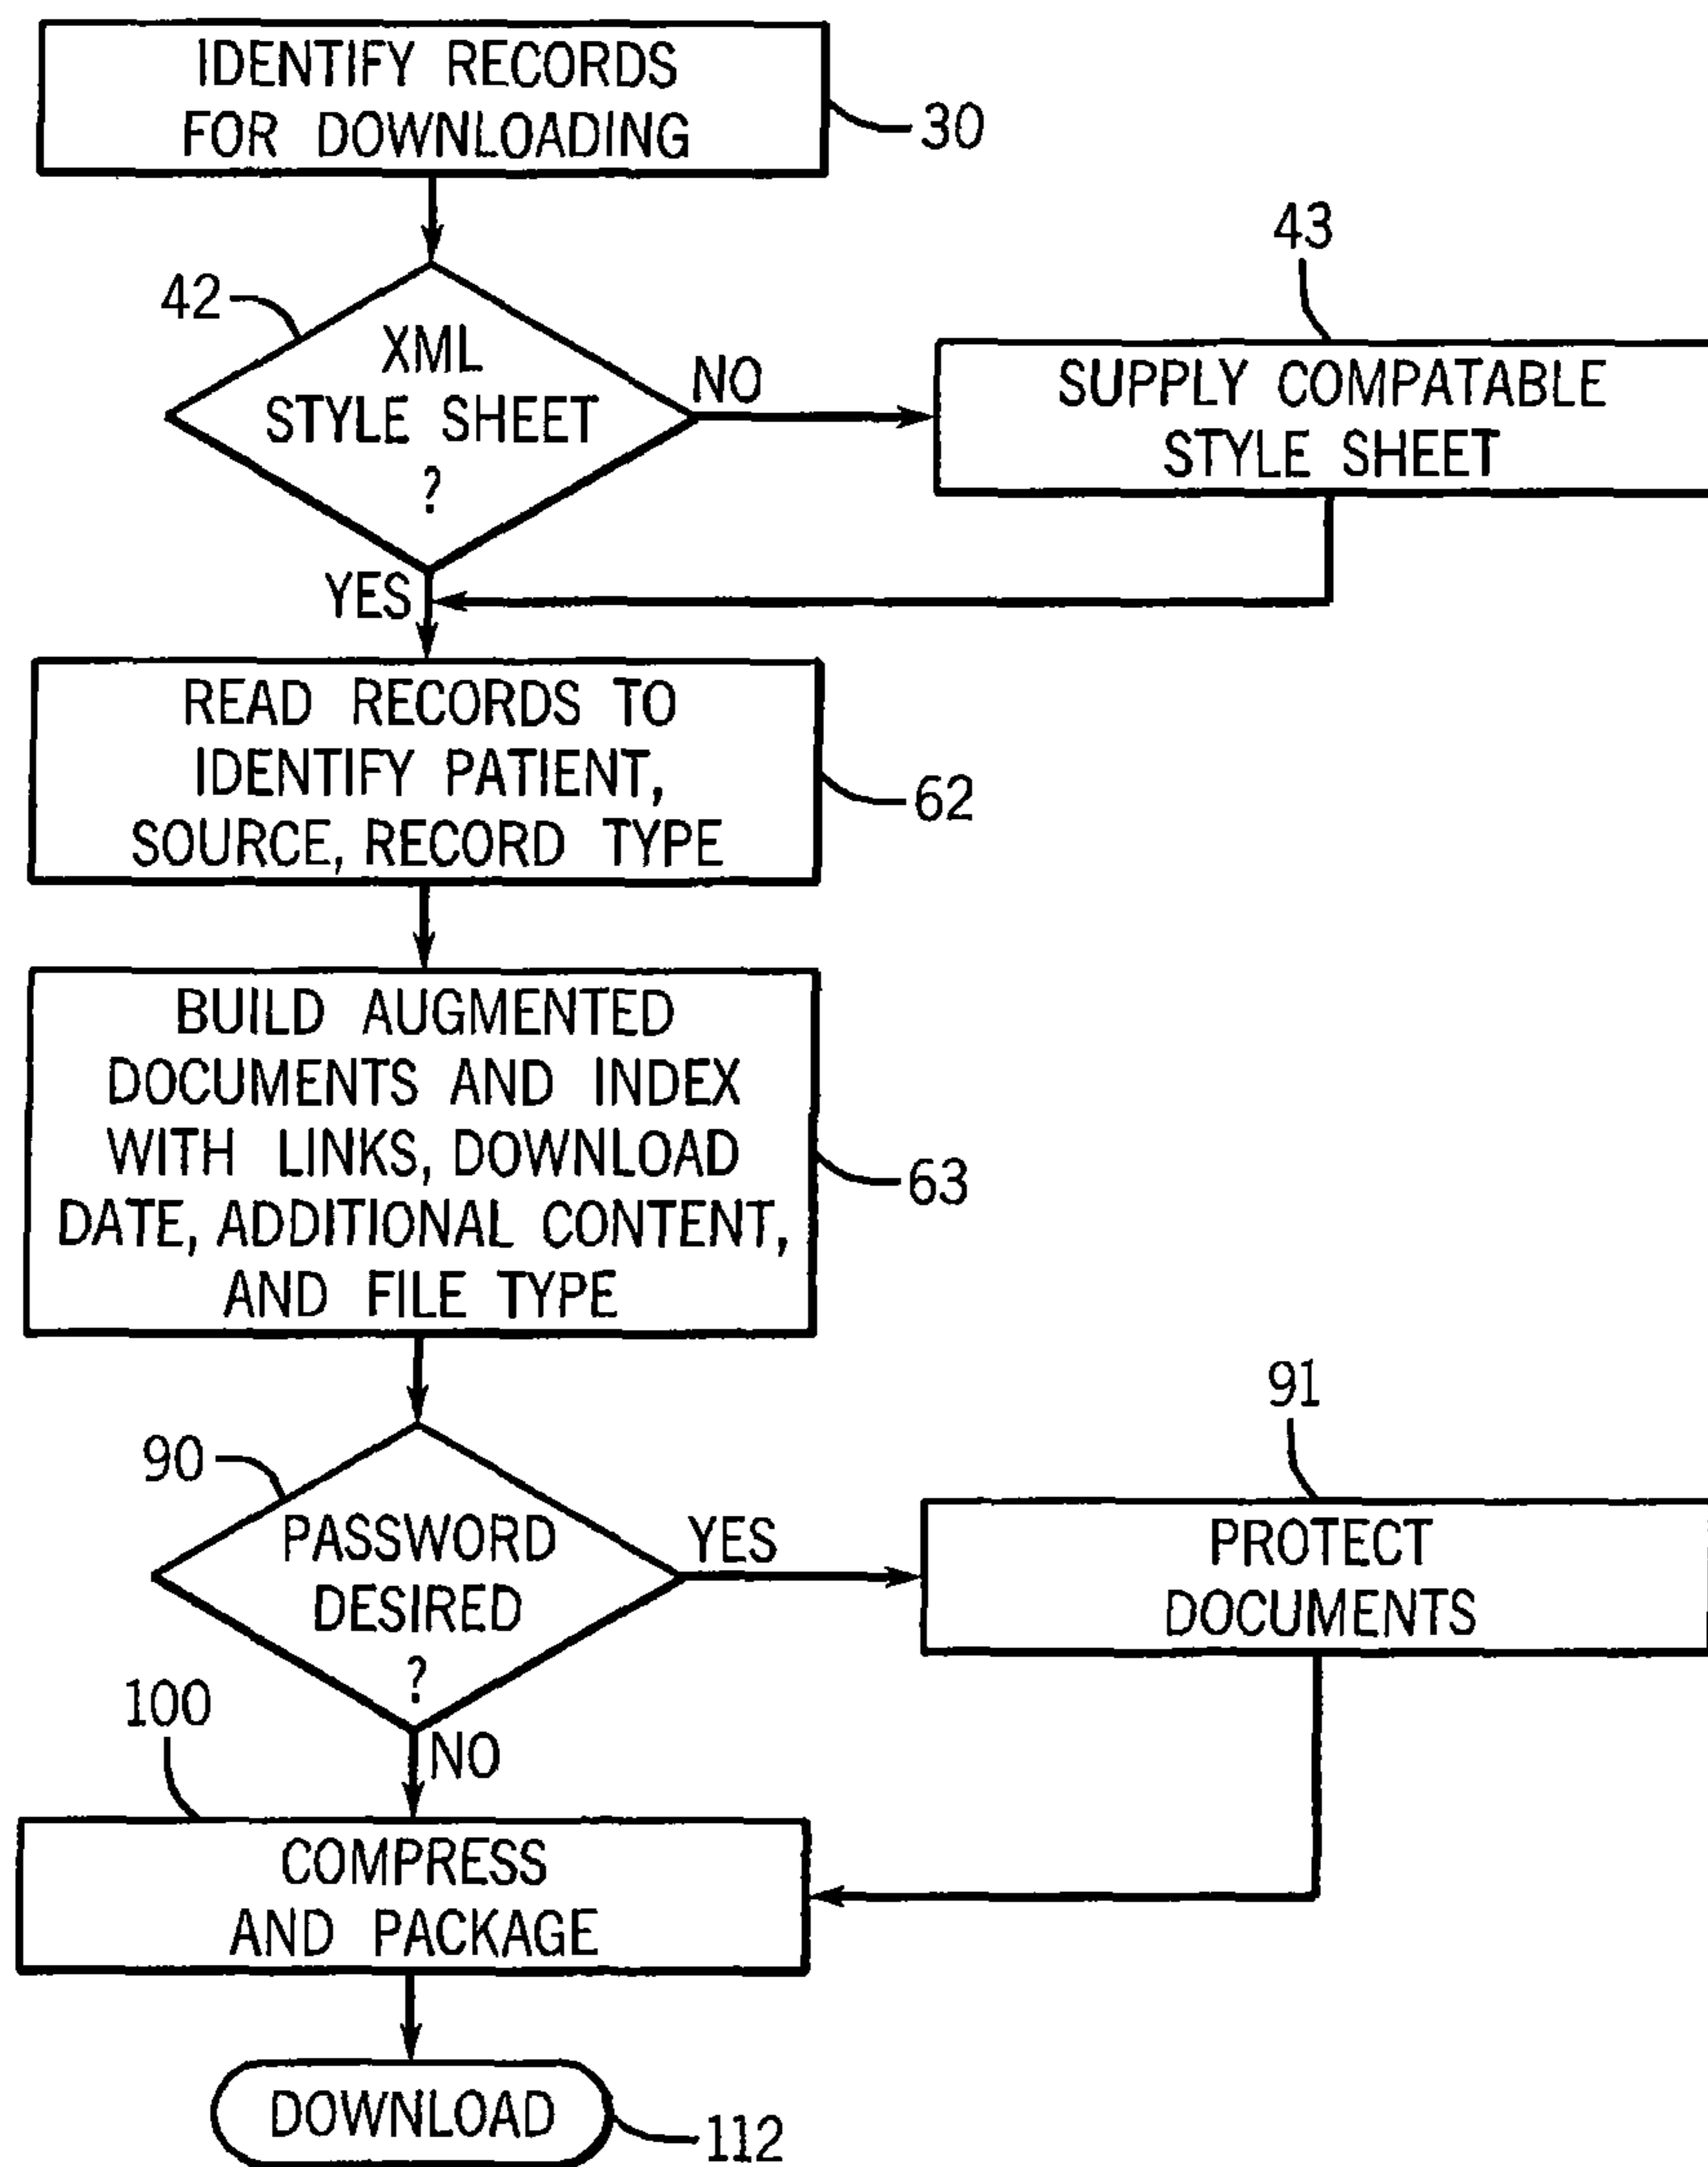 IDENTIFY RECORDS
FOR DOWNLOADING
30
42
XML
STYLE SHEET
?
NO
43
SUPPLY COMPATABLE
STYLE SHEET
YES
READ RECORDS TO
IDENTIFY PATIENT,
SOURCE, RECORD TYPE
62
BUILD AUGMENTED
DOCUMENTS AND INDEX
WITH LINKS, DOWNLOAD
DATE, ADDITIONAL CONTENT,
AND FILE TYPE
63
90
PASSWORD
DESIRED
?
YES
91
PROTECT
DOCUMENTS
NO
100
COMPRESS
AND PACKAGE
DOWNLOAD
112